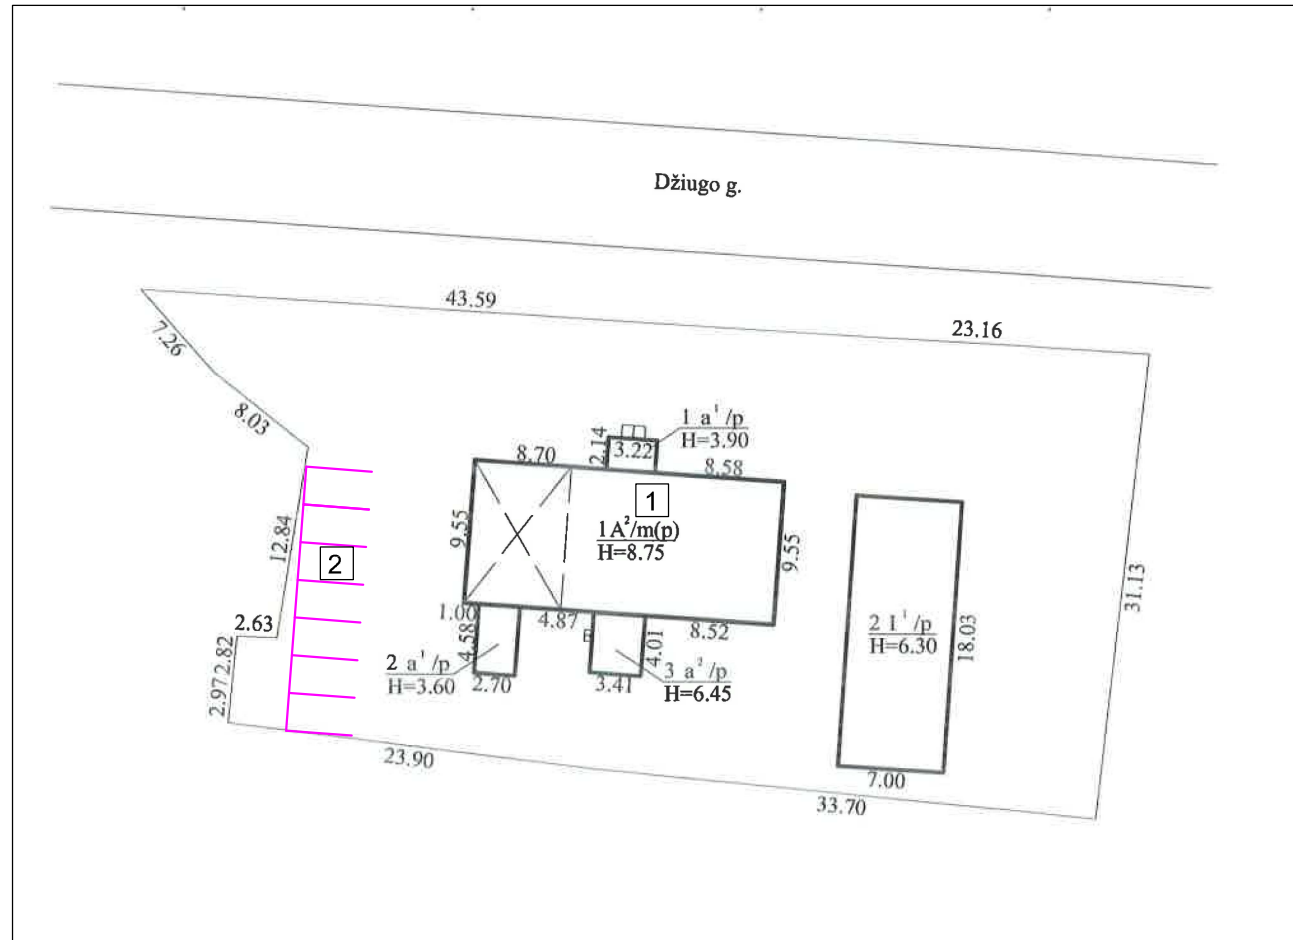 Džiugo g.
43.59
23.16
7.26
8.03
1 a¹/p
H=3.90
2.14
3.22
8.70
8.58
1
1A²/m(p)
H=8.75
9.55
9.55
12.84
2
31.13
1.00
4.87
8.52
2 I¹/p
H=6.30
18.03
2.63
2.82
4.58
4.01
2 a¹/p
H=3.60
2.70
3.41
3 a²/p
H=6.45
2.97
23.90
7.00
33.70